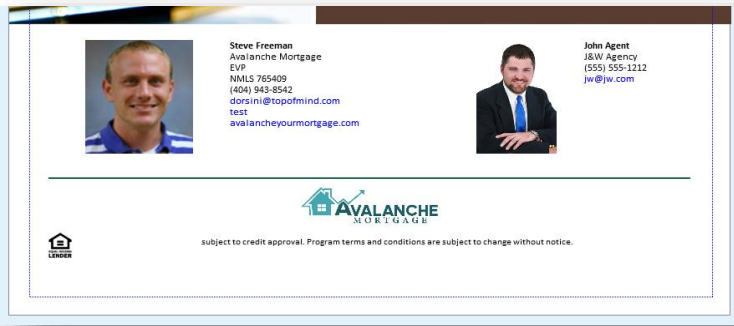 Steve Freeman
Avalanche Mortgage
EVP
NMLS 765409
(404) 943-8542
dorsini@topofmind.com
test
avalancheyourmortgage.com
John Agent
J&W Agency
(555) 555-1212
jw@jw.com
AVALANCHE
MORTGAGE
EQUAL HOUSING
LENDER
subject to credit approval. Program terms and conditions are subject to change without notice.